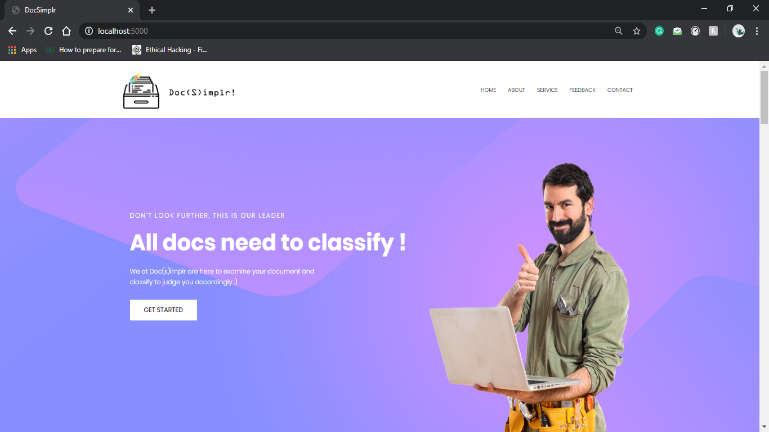 DocSimplr
localhost:5000
Apps
How to prepare for...
Ethical Hacking - Fi...
Doc(S)implr!
HOME
ABOUT
SERVICE
FEEDBACK
CONTACT
DON'T LOOK FURTHER, THIS IS OUR LEADER
All docs need to classify !
We at Doc(s)implr are here to examine your document and
classify to judge you accordingly :)
GET STARTED